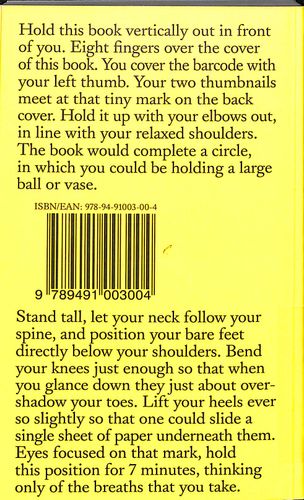 Hold this book vertically out in front
of you. Eight fingers over the cover
of this book. You cover the barcode with
your left thumb. Your two thumbnails
meet at that tiny mark on the back
cover. Hold it up with your elbows out,
in line with your relaxed shoulders.
The book would complete a circle,
in which you could be holding a large
ball or vase.
ISBN/EAN: 978-94-91003-00-4
9 789491 003004
Stand tall, let your neck follow your
spine, and position your bare feet
directly below your shoulders. Bend
your knees just enough so that when
you glance down they just about over-
shadow your toes. Lift your heels ever
so slightly so that one could slide a
single sheet of paper underneath them.
Eyes focused on that mark, hold
this position for 7 minutes, thinking
only of the breaths that you take.